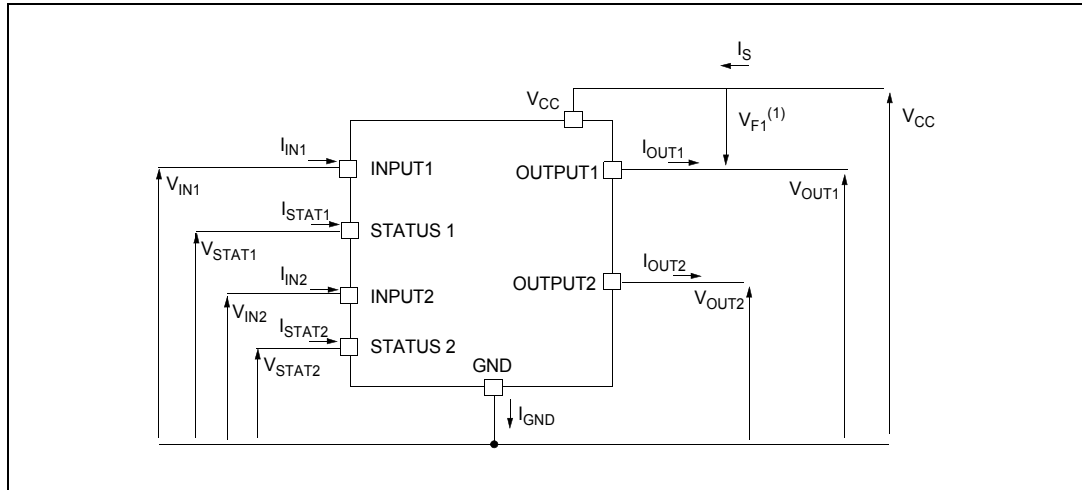 I_S
V_CC
V_F1^(1)
V_CC
I_IN1
INPUT1
OUTPUT1
I_OUT1
V_IN1
V_OUT1
I_STAT1
STATUS 1
V_STAT1
I_IN2
INPUT2
OUTPUT2
I_OUT2
V_IN2
V_OUT2
I_STAT2
STATUS 2
V_STAT2
GND
I_GND